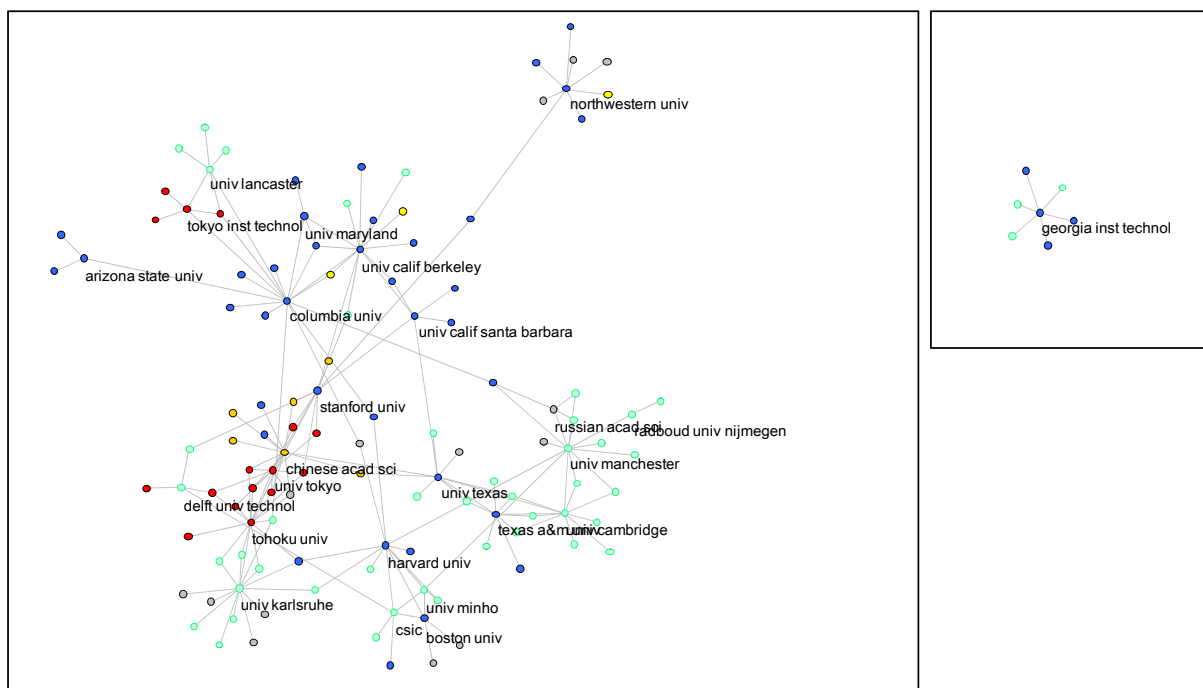 northwestern univ
univ lancaster
tokyo inst technol
univ maryland
georgia inst technol
univ calif berkeley
arizona state univ
columbia univ
univ calif santa barbara
stanford univ
russian acad sci
radboud univ nijmegen
chinese acad sci
univ manchester
univ tokyo
univ texas
delft univ technol
texas a&m univ
univ cambridge
tohoku univ
harvard univ
univ karlsruhe
univ minho
csic
boston univ